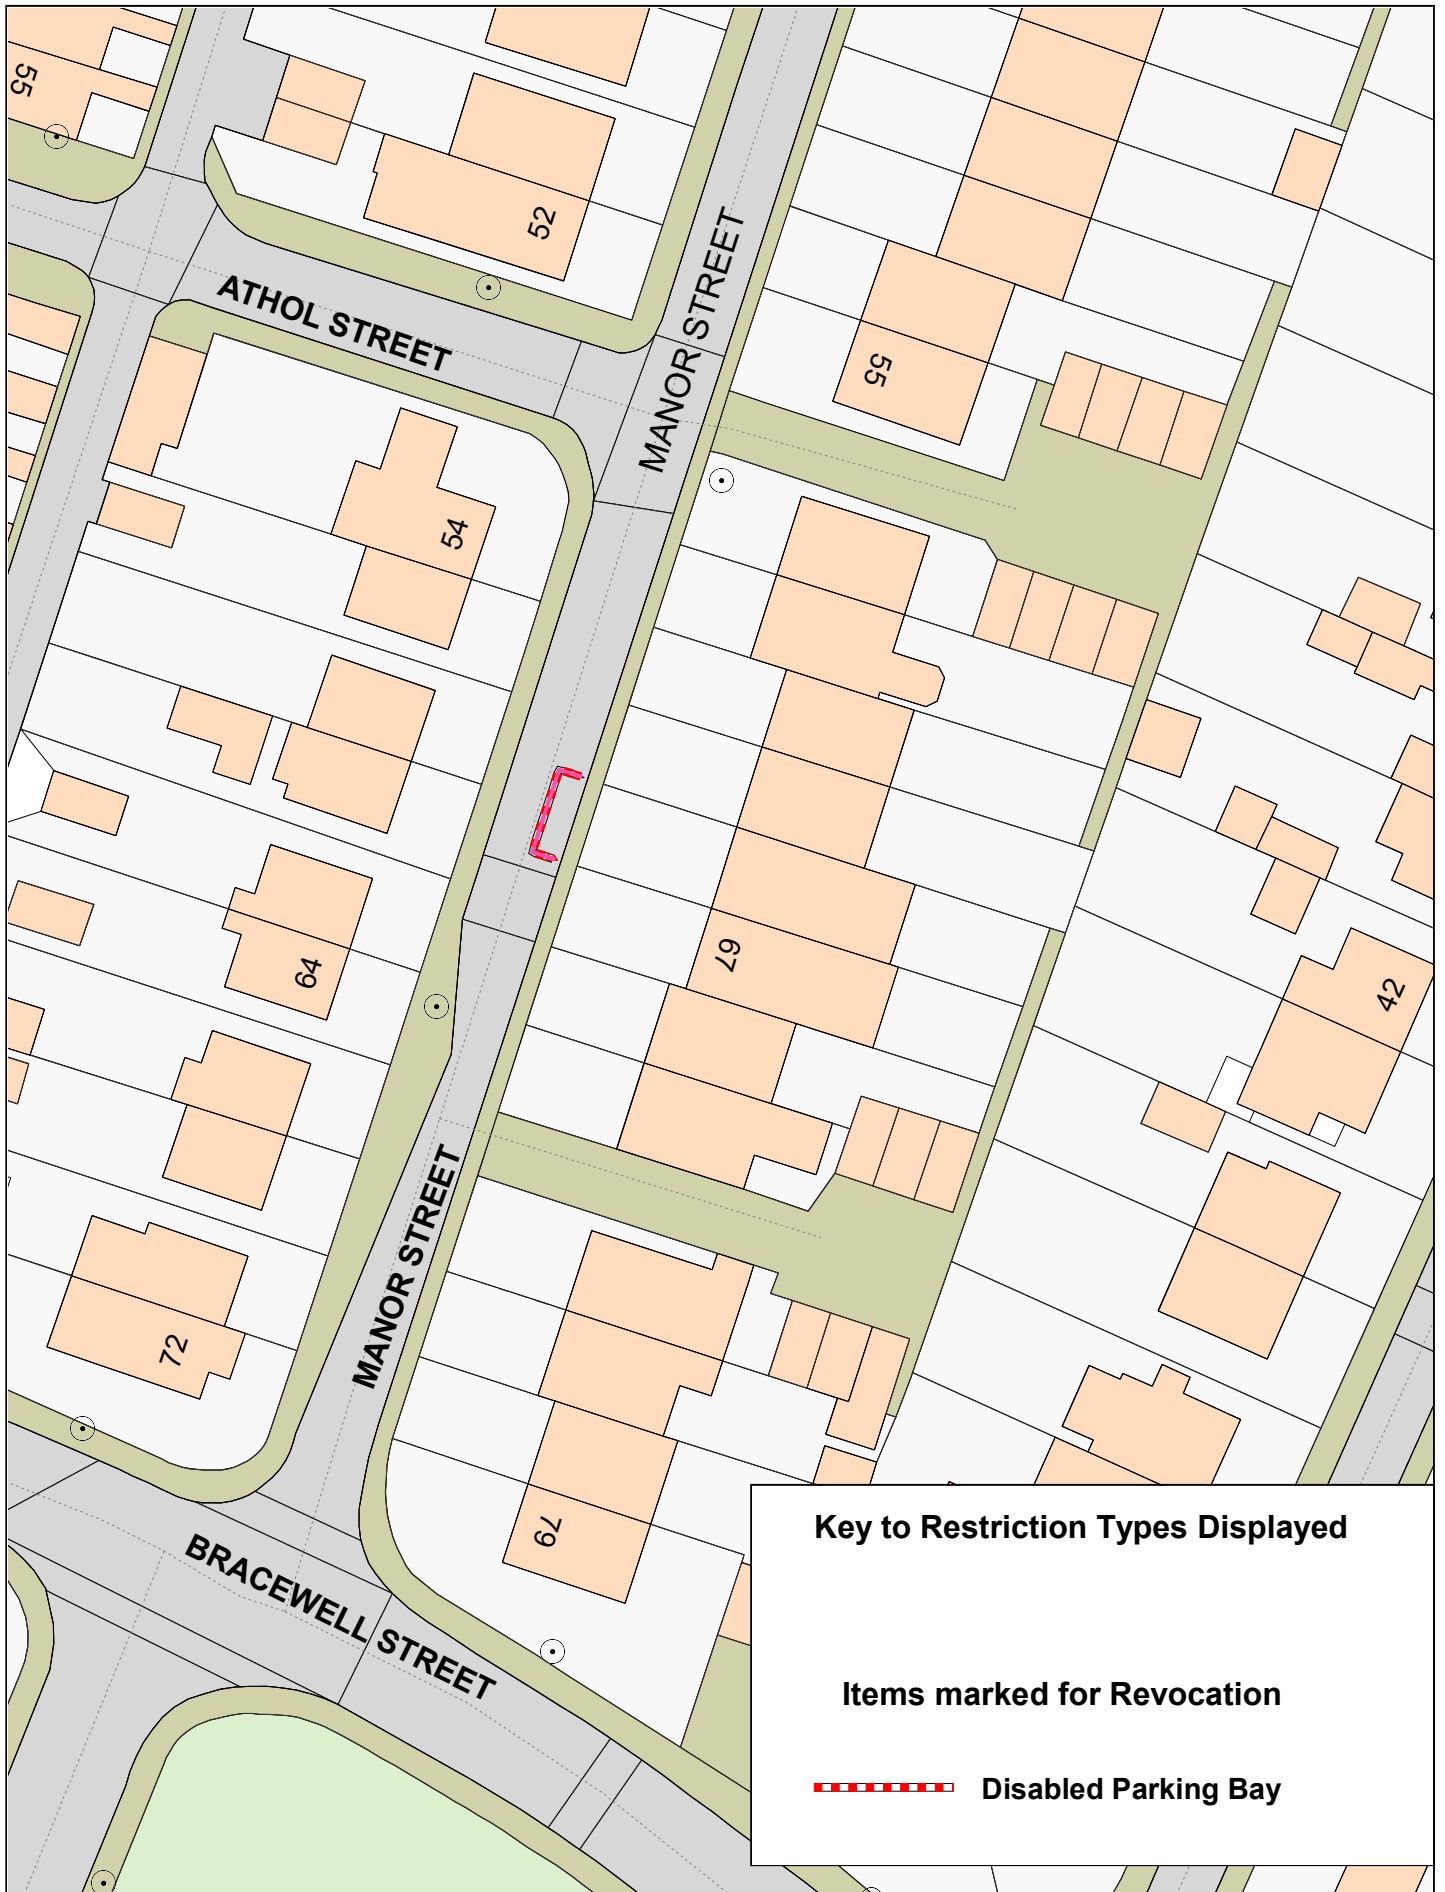 55
52
MANOR STREET
ATHOL STREET
55
54
67
64
42
MANOR STREET
72
79
BRACEWELL STREET
Key to Restriction Types Displayed
Items marked for Revocation
Disabled Parking Bay